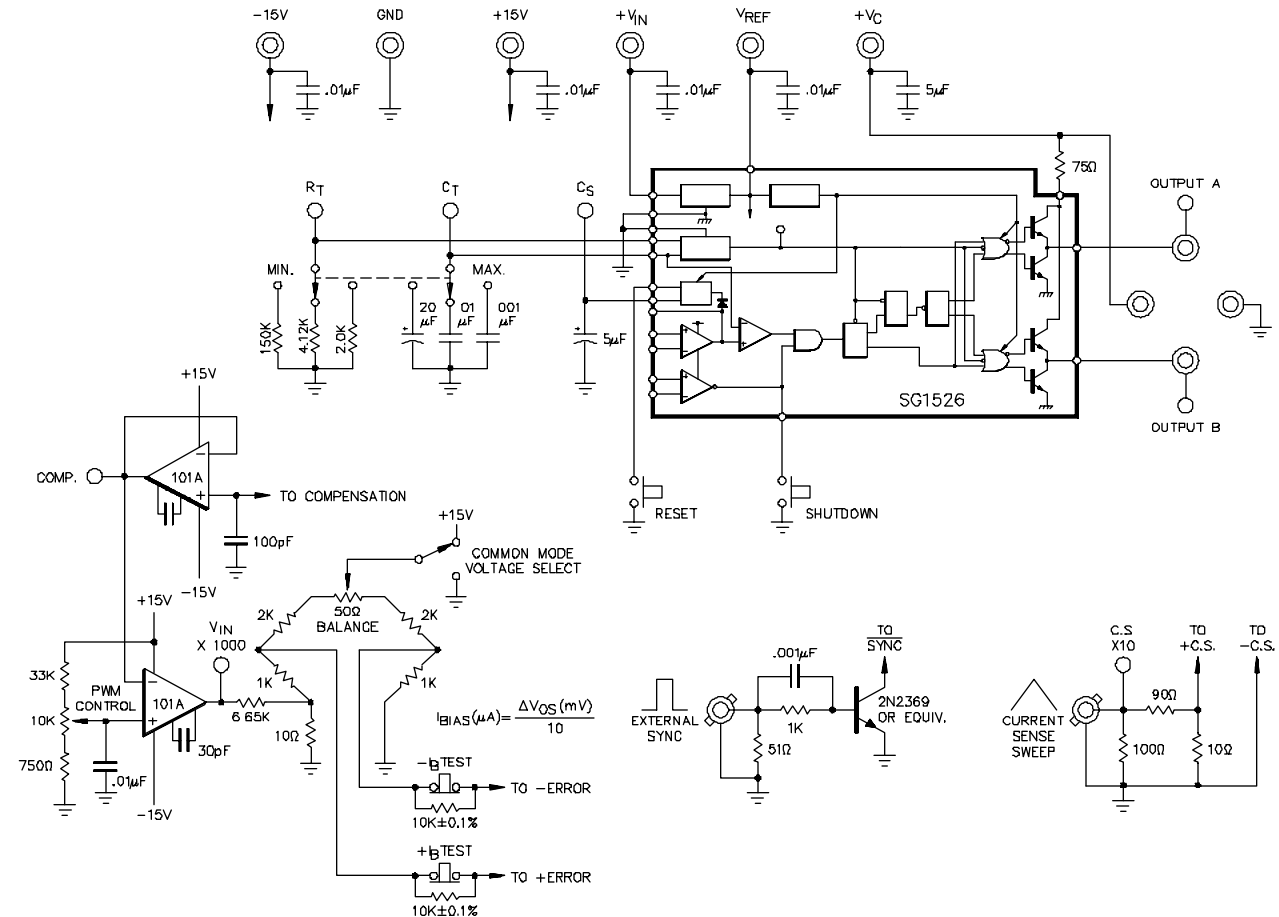 -15V
GND
+15V
+VIN
VREF
+VC
.01µF
.01µF
.01µF
.01µF
5µF
75Ω
RT
CT
CS
OUTPUT A
MIN.
MAX.
20 µF
.01 µF
.001 µF
150K
4.12K
2.0K
5µF
SG1526
OUTPUT B
+15V
COMP.
101A
TO COMPENSATION
100pF
-15V
RESET
SHUTDOWN
+15V
COMMON MODE
VOLTAGE SELECT
+15V
VIN
X 1000
2K
50Ω
BALANCE
2K
33K
PWM
CONTROL
101A
10K
6.65K
1K
1K
10Ω
750Ω
.01µF
30pF
-15V
IBIAS(µA)=ΔVOS(mV)/10
-IB TEST
TO -ERROR
10K±0.1%
+IB TEST
TO +ERROR
10K±0.1%
TO
SYNC
.001µF
EXTERNAL
SYNC
1K
2N2369
OR EQUIV.
51Ω
C.S.
X10
TO
+C.S.
TO
-C.S.
CURRENT
SENSE
SWEEP
90Ω
100Ω
10Ω